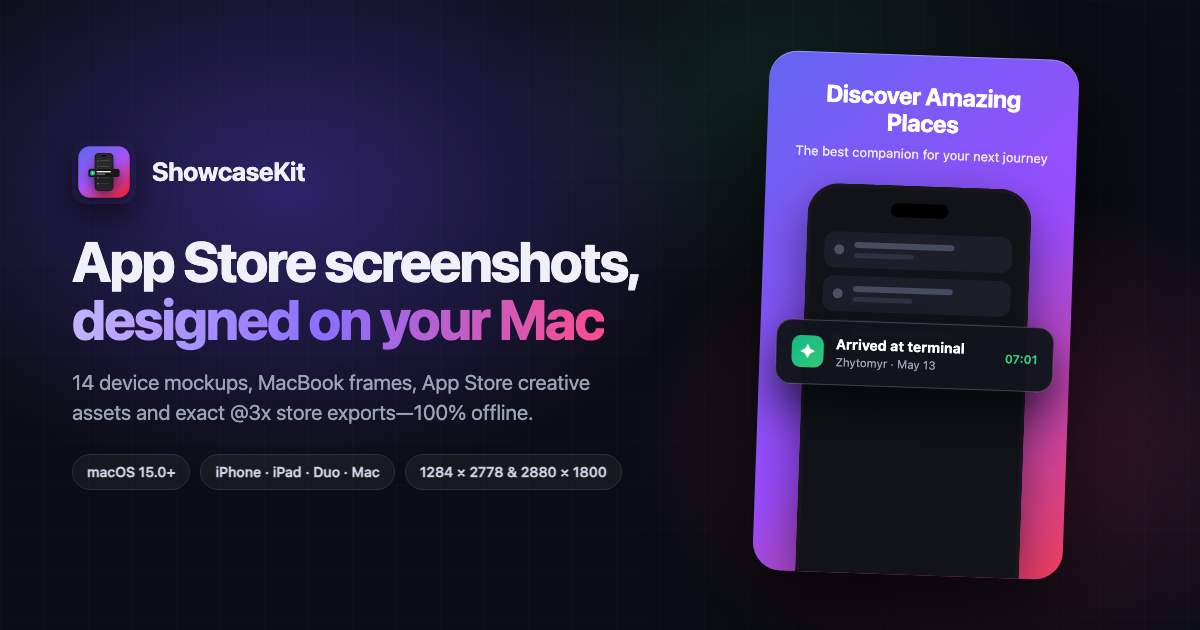 ShowcaseKit
App Store screenshots,
designed on your Mac
14 device mockups, MacBook frames, App Store creative
assets and exact @3x store exports—100% offline.
macOS 15.0+
iPhone · iPad · Duo · Mac
1284 × 2778 & 2880 × 1800
Discover Amazing
Places
The best companion for your next journey
Arrived at terminal
Zhytomyr · May 13
07:01